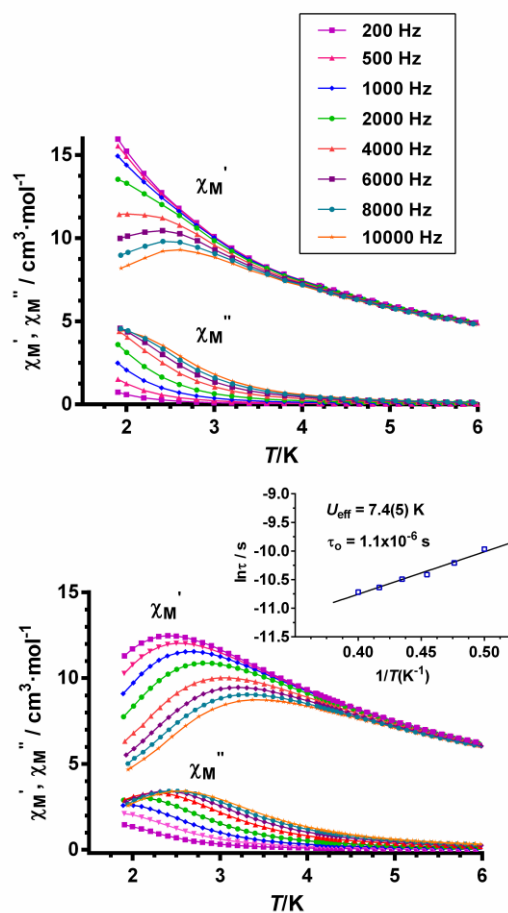 200 Hz
500 Hz
1000 Hz
2000 Hz
4000 Hz
6000 Hz
8000 Hz
10000 Hz
χM', χM'' / cm³·mol⁻¹
15
10
5
0
χM'
χM''
2 3 4 5 6
T/K
-9.0
-9.5
-10.0
-10.5
-11.0
-11.5
lnτ / s
Ueff = 7.4(5) K
τo = 1.1x10⁻⁶ s
0.40 0.45 0.50
1/T(K⁻¹)
χM', χM'' / cm³·mol⁻¹
15
10
5
0
χM'
χM''
2 3 4 5 6
T/K